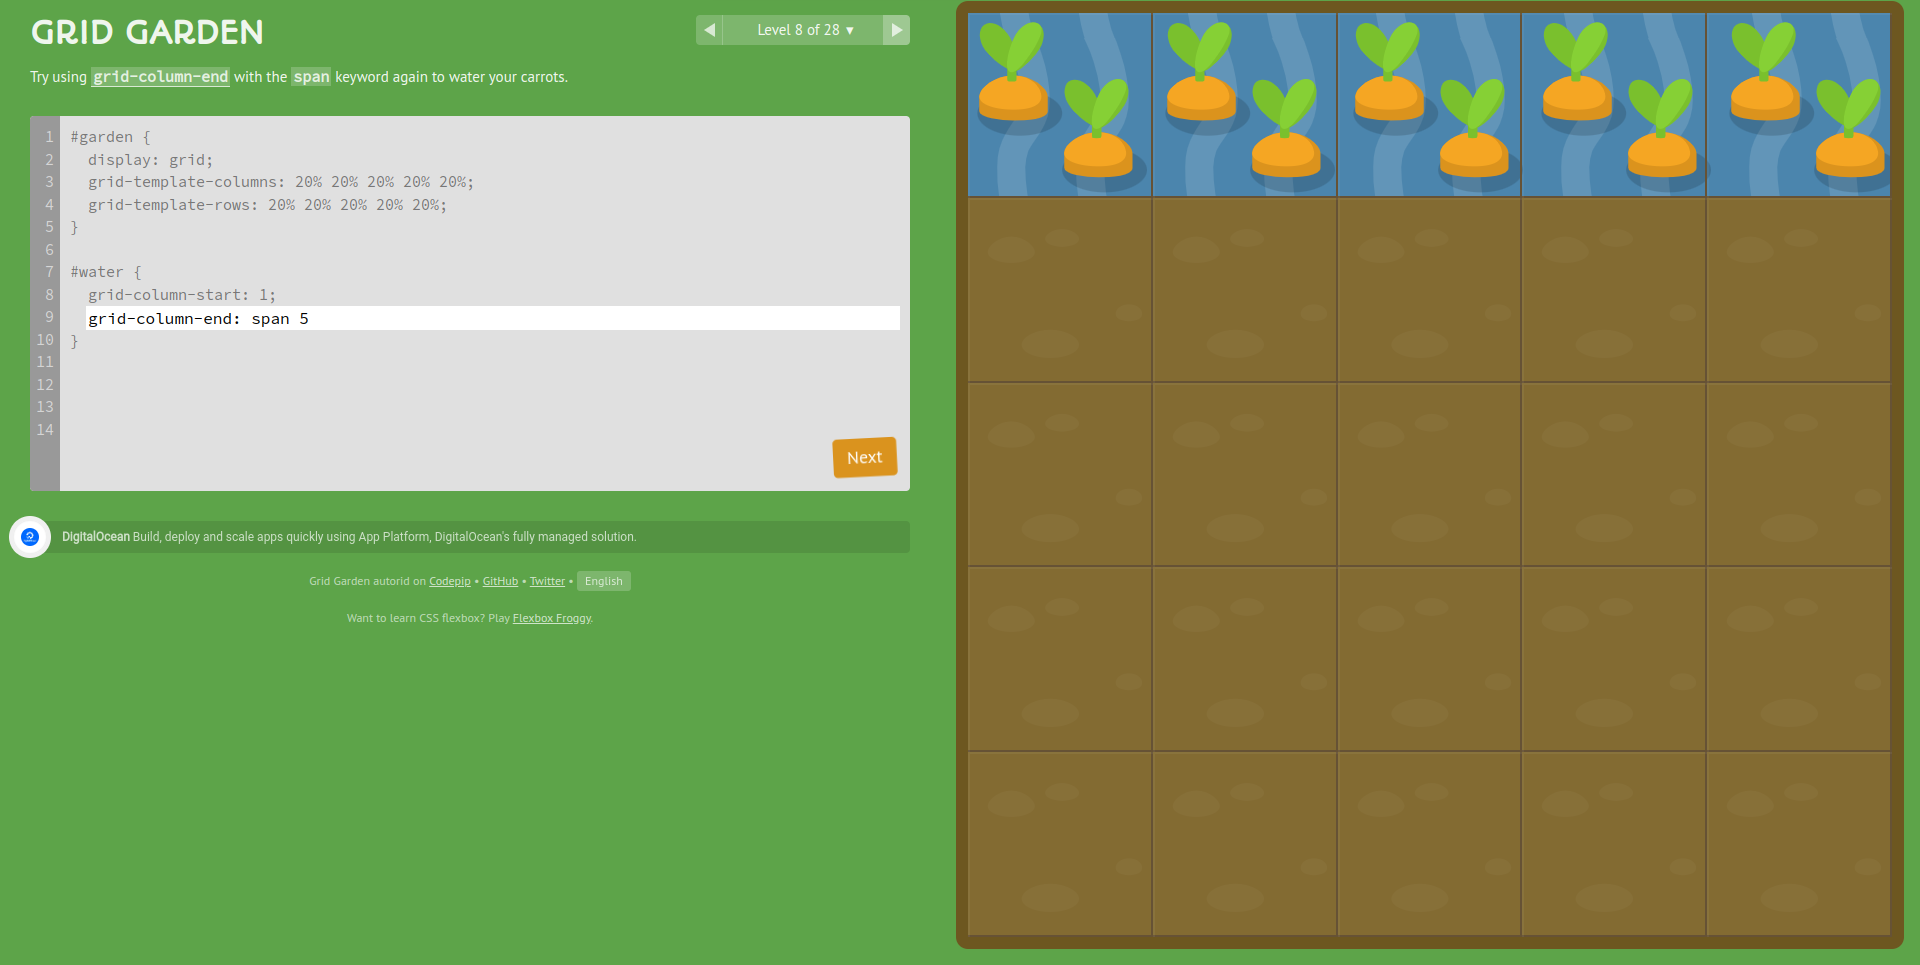 GRID GARDEN
◀ Level 8 of 28 ▾ ▶
Try using grid-column-end with the span keyword again to water your carrots.
1 #garden {
2 display: grid;
3 grid-template-columns: 20% 20% 20% 20% 20%;
4 grid-template-rows: 20% 20% 20% 20% 20%;
5 }
6
7 #water {
8 grid-column-start: 1;
9 grid-column-end: span 5
10 }
11
12
13
14
Next
DigitalOcean Build, deploy and scale apps quickly using App Platform, DigitalOcean's fully managed solution.
Grid Garden autorid on Codepip • GitHub • Twitter • English
Want to learn CSS flexbox? Play Flexbox Froggy.